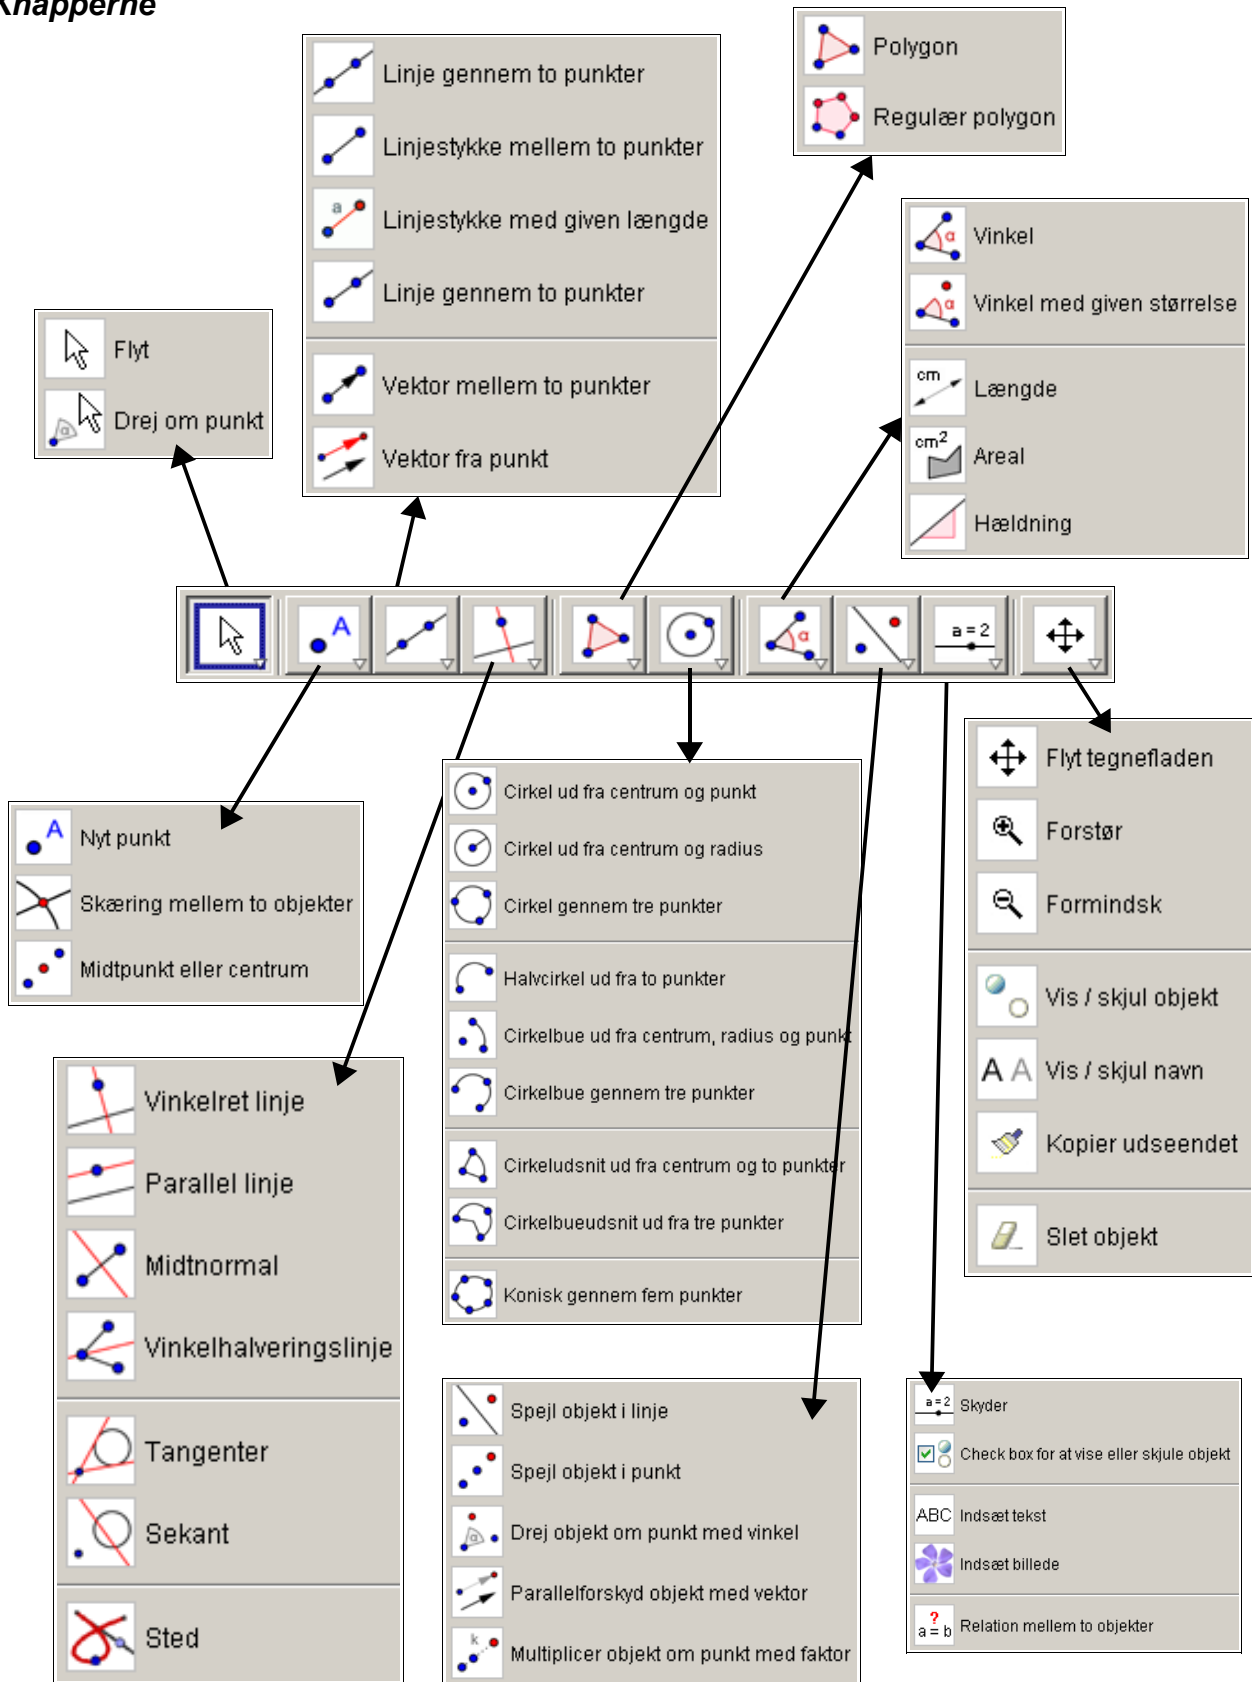 Knapperne
Polygon
Regulær polygon
Linje gennem to punkter
Linjestykke mellem to punkter
a
Linjestykke med given længde
Linje gennem to punkter
Vektor mellem to punkter
Vektor fra punkt
α
Vinkel
α
Vinkel med given størrelse
cm
Længde
cm²
Areal
Hældning
Flyt
α
Drej om punkt
A
α
a = 2
A
Nyt punkt
Skæring mellem to objekter
Midtpunkt eller centrum
Cirkel ud fra centrum og punkt
Cirkel ud fra centrum og radius
Cirkel gennem tre punkter
Halvcirkel ud fra to punkter
Cirkelbue ud fra centrum, radius og punkt
Cirkelbue gennem tre punkter
Cirkeludsnit ud fra centrum og to punkter
Cirkelbueudsnit ud fra tre punkter
Konisk gennem fem punkter
Flyt tegnefladen
Forstør
Formindsk
Vis / skjul objekt
A A
Vis / skjul navn
Kopier udseendet
Slet objekt
Vinkelret linje
Parallel linje
Midtnormal
Vinkelhalveringslinje
Tangenter
Sekant
Sted
Spejl objekt i linje
Spejl objekt i punkt
α
Drej objekt om punkt med vinkel
Parallelforskyd objekt med vektor
k
Multiplicer objekt om punkt med faktor
a = 2
Skyder
Check box for at vise eller skjule objekt
ABC
Indsæt tekst
Indsæt billede
?
a = b
Relation mellem to objekter